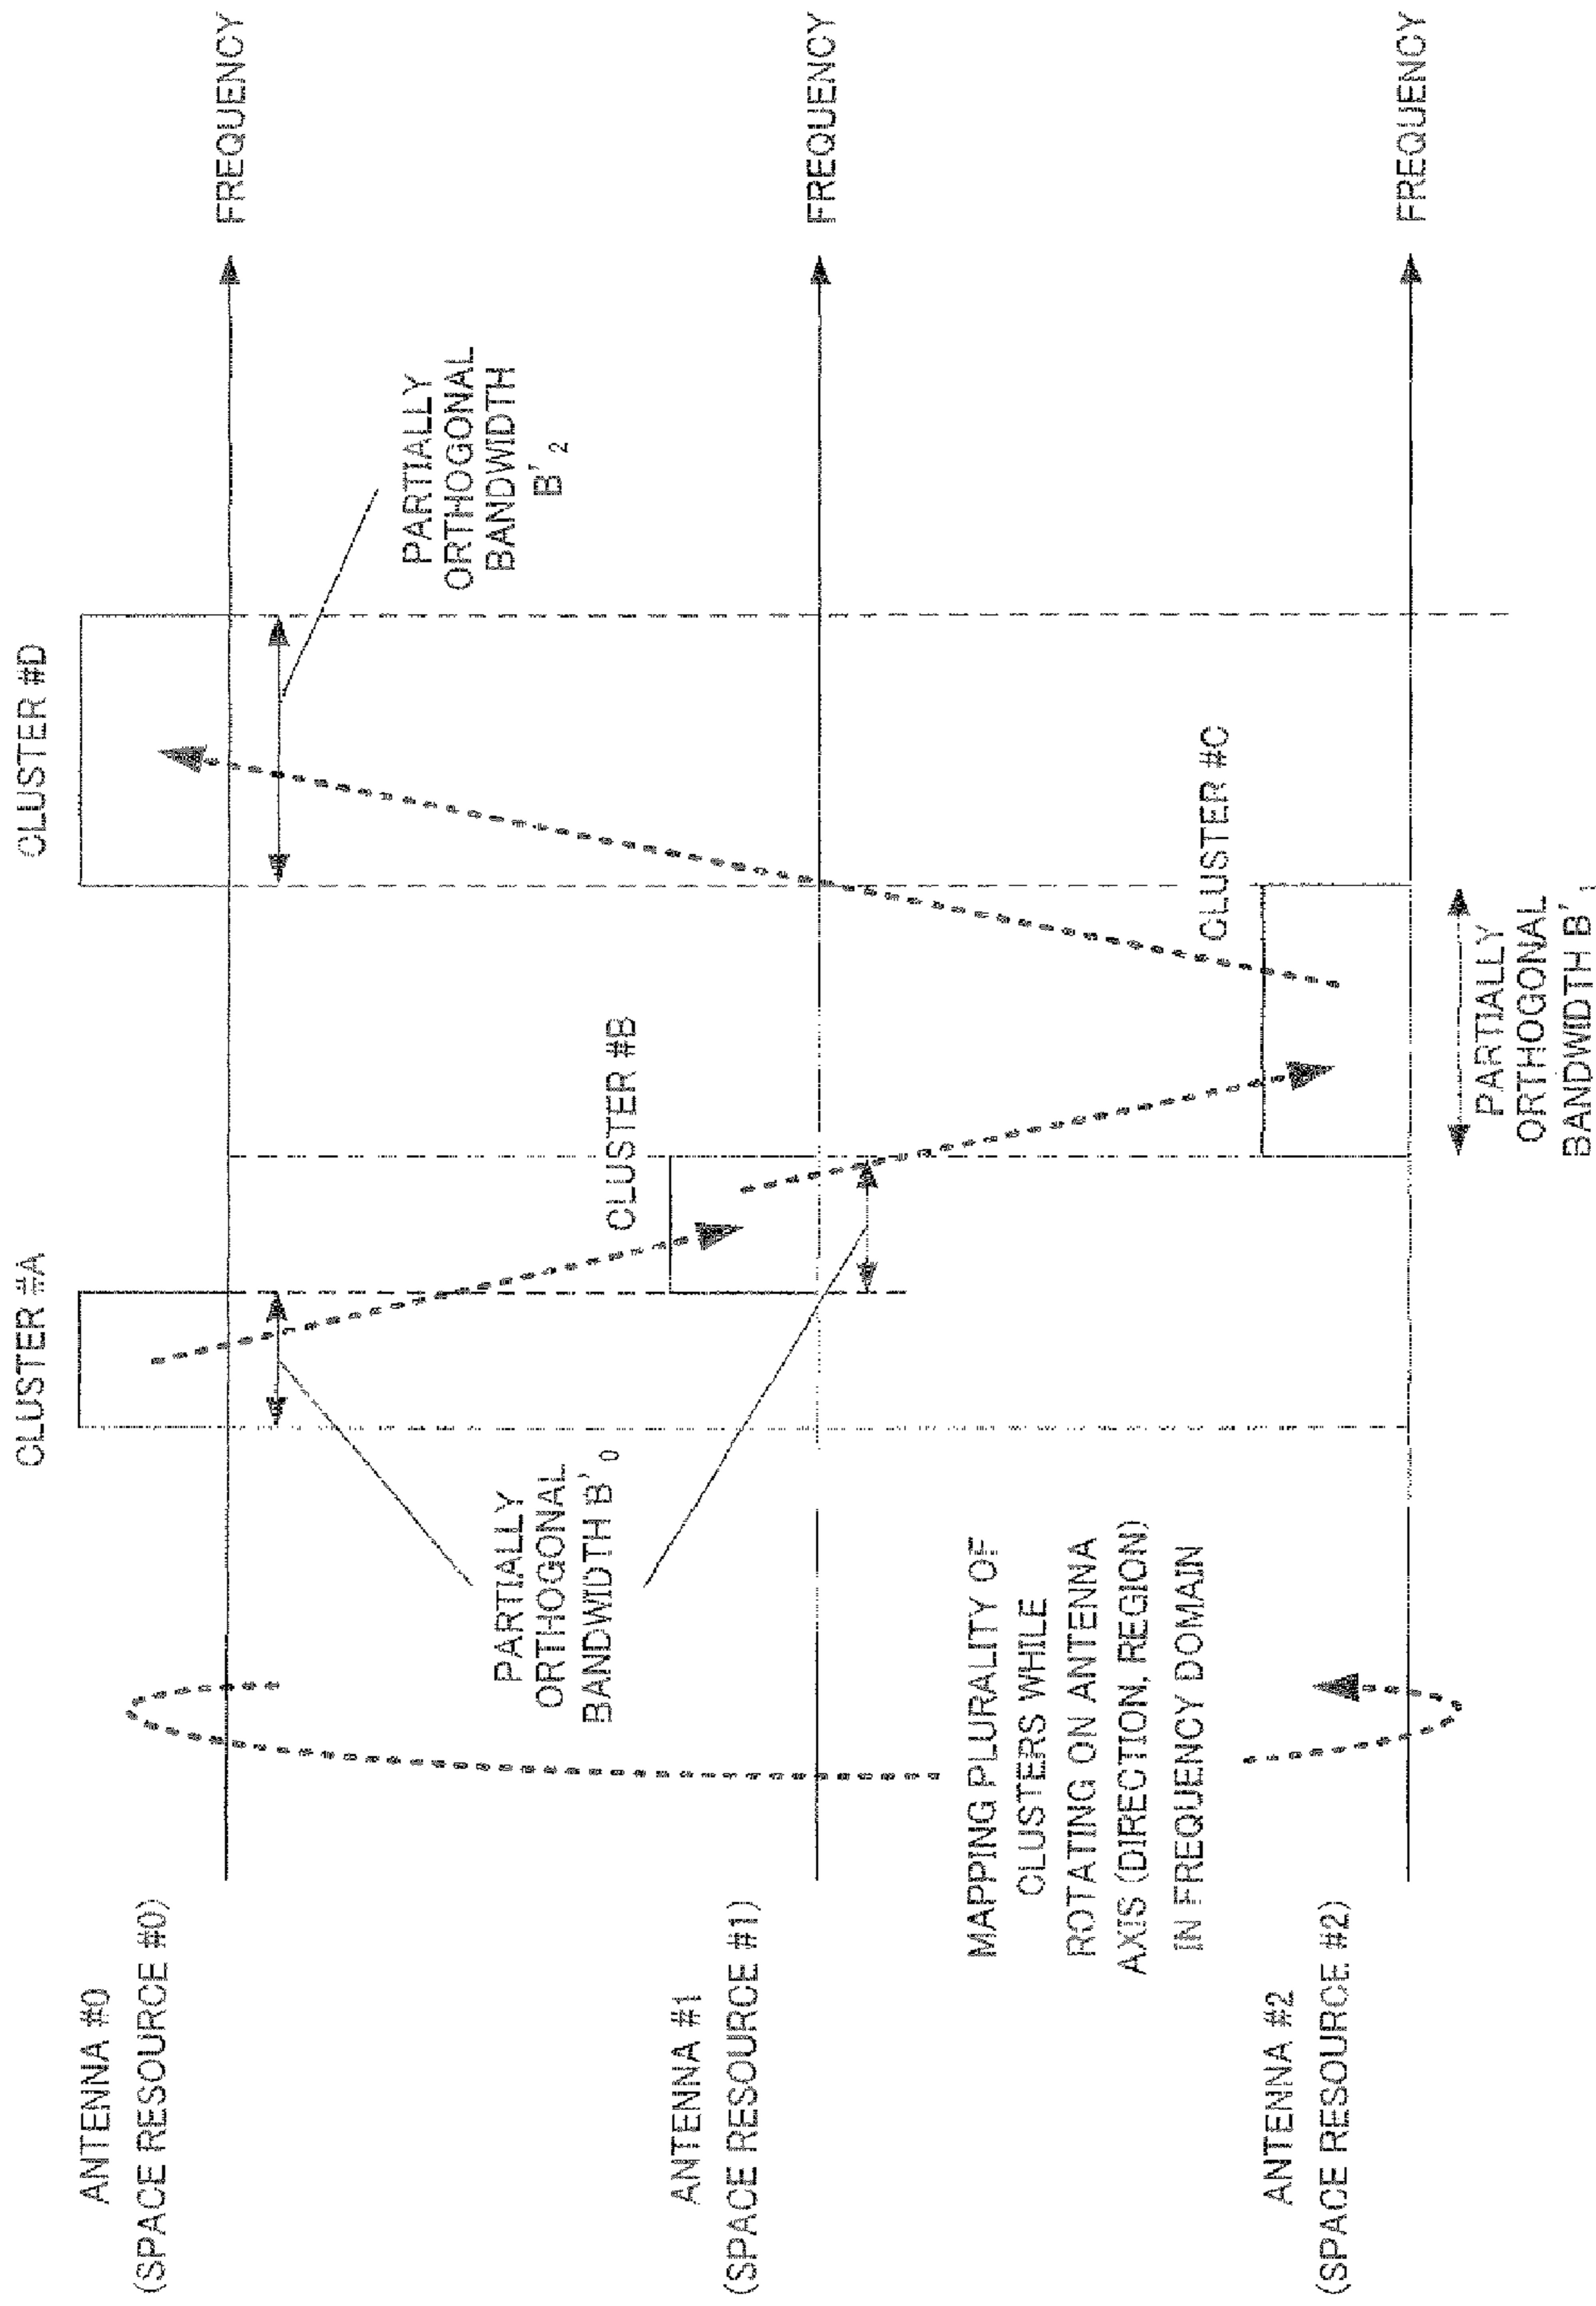 CLUSTER #A
CLUSTER #D
ANTENNA #0
(SPACE RESOURCE #0)
FREQUENCY
PARTIALLY
ORTHOGONAL
BANDWIDTH B'0
PARTIALLY
ORTHOGONAL
BANDWIDTH
B'2
CLUSTER #B
ANTENNA #1
(SPACE RESOURCE #1)
FREQUENCY
MAPPING PLURALITY OF
CLUSTERS WHILE
ROTATING ON ANTENNA
AXIS (DIRECTION, REGION)
IN FREQUENCY DOMAIN
CLUSTER #C
ANTENNA #2
(SPACE RESOURCE #2)
FREQUENCY
PARTIALLY
ORTHOGONAL
BANDWIDTH B'1